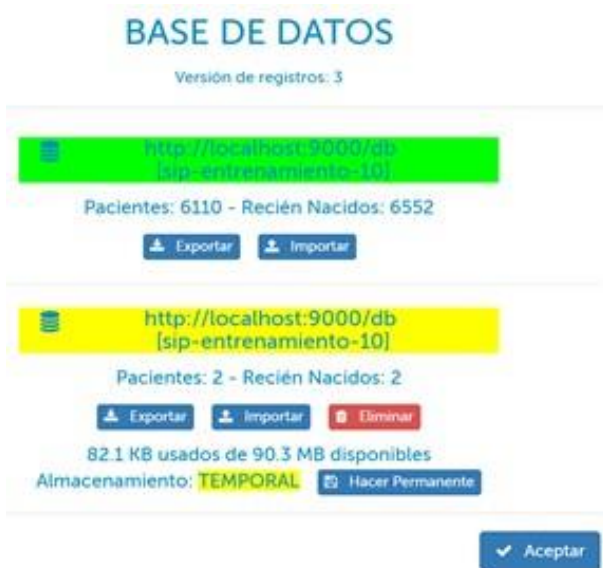 BASE DE DATOS
Versión de registros: 3
http://localhost:9000/db
[sip-entrenamiento-10]
Pacientes: 6110 - Recién Nacidos: 6552
Exportar Importar
http://localhost:9000/db
[sip-entrenamiento-10]
Pacientes: 2 - Recién Nacidos: 2
Exportar Importar Eliminar
82.1 KB usados de 90.3 MB disponibles
Almacenamiento: TEMPORAL Hacer Permanente
Aceptar